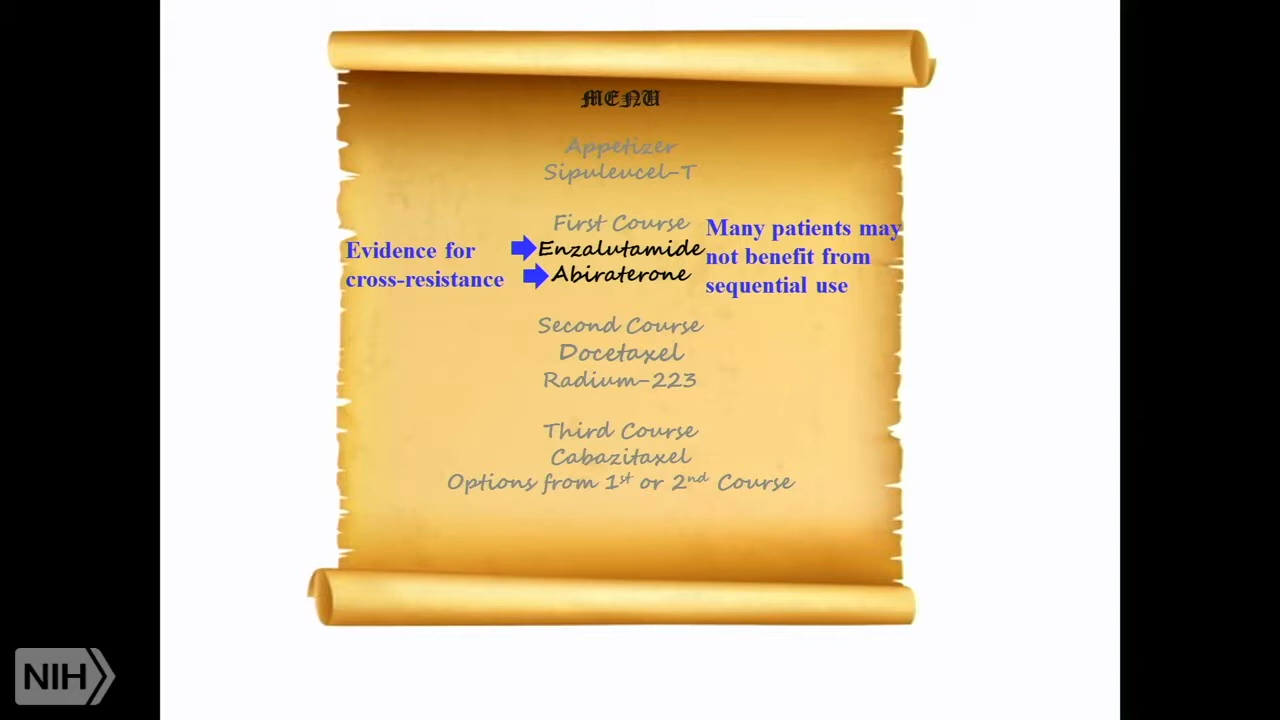 MENU
Appetizer
Sipuleucel-T
First Course
Enzalutamide
Abiraterone
Evidence for
cross-resistance
Many patients may
not benefit from
sequential use
Second Course
Docetaxel
Radium-223
Third Course
Cabazitaxel
Options from 1st or 2nd Course
NIH